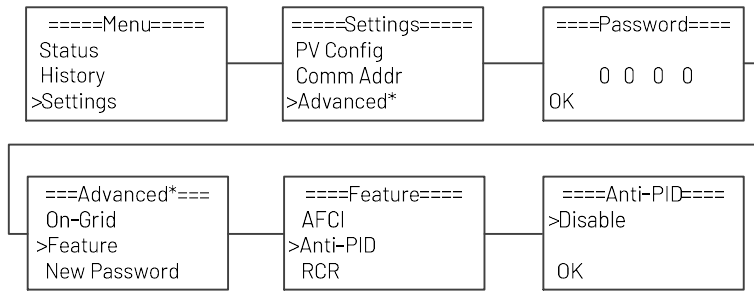 =====Menu=====
Status
History
>Settings
=====Settings=====
PV Config
Comm Addr
>Advanced*
====Password====
0 0 0 0
OK
===Advanced*===
On-Grid
>Feature
New Password
====Feature====
AFCI
>Anti-PID
RCR
====Anti-PID====
>Disable
OK